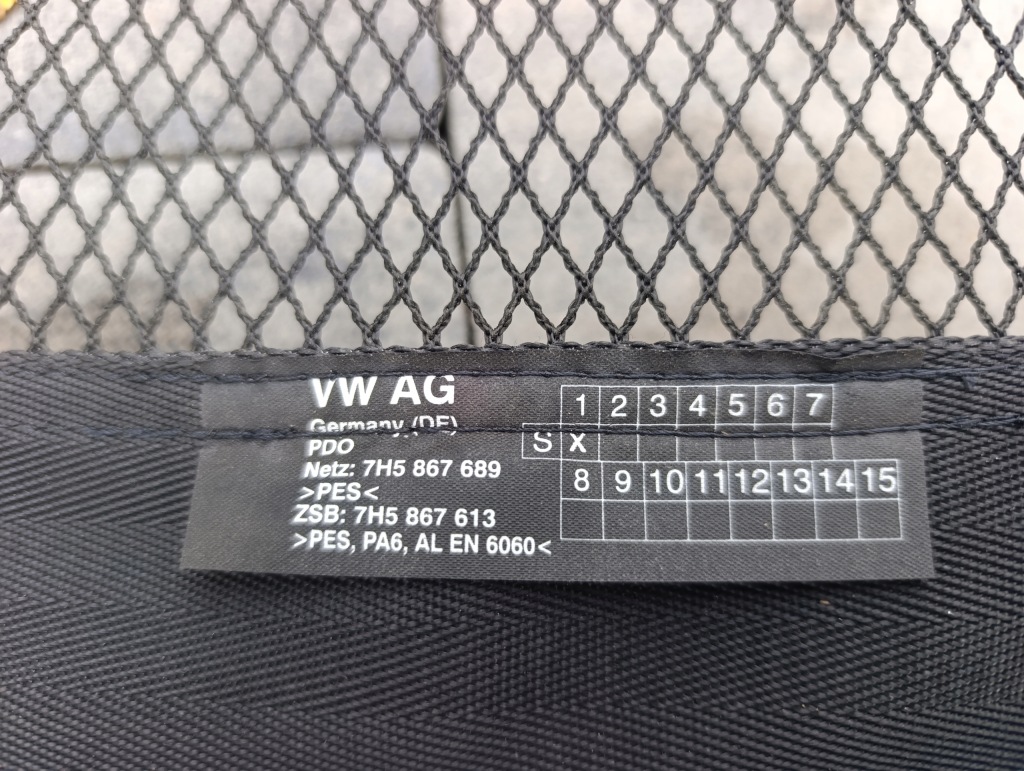 VW AG
Germany (DE)
PDO
Netz: 7H5 867 689
>PES<
ZSB: 7H5 867 613
>PES, PA6, AL EN 6060<
1 2 3 4 5 6 7
S X
8 9 10 11 12 13 14 15